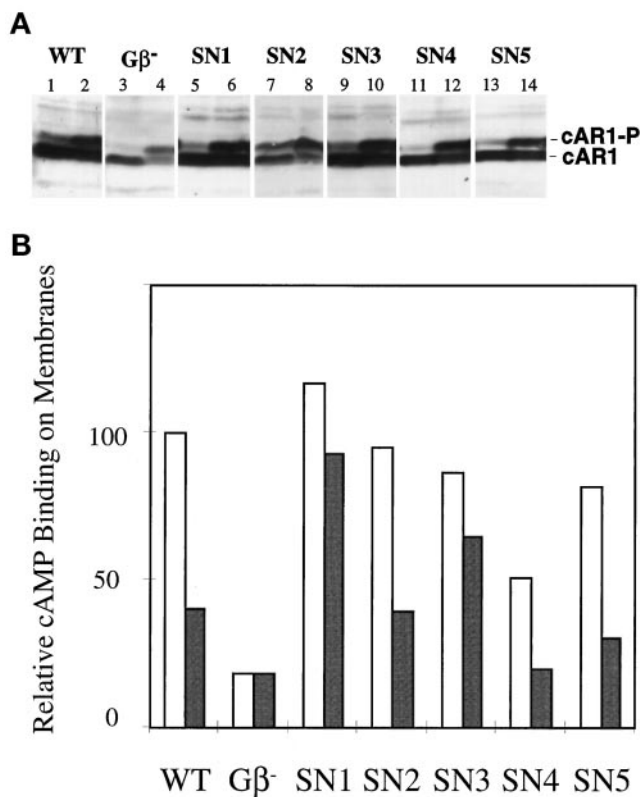 A
WT Gβ- SN1 SN2 SN3 SN4 SN5
1 2 3 4 5 6 7 8 9 10 11 12 13 14
cAR1-P
cAR1
B
Relative cAMP Binding on Membranes
100
50
0
WT Gβ- SN1 SN2 SN3 SN4 SN5